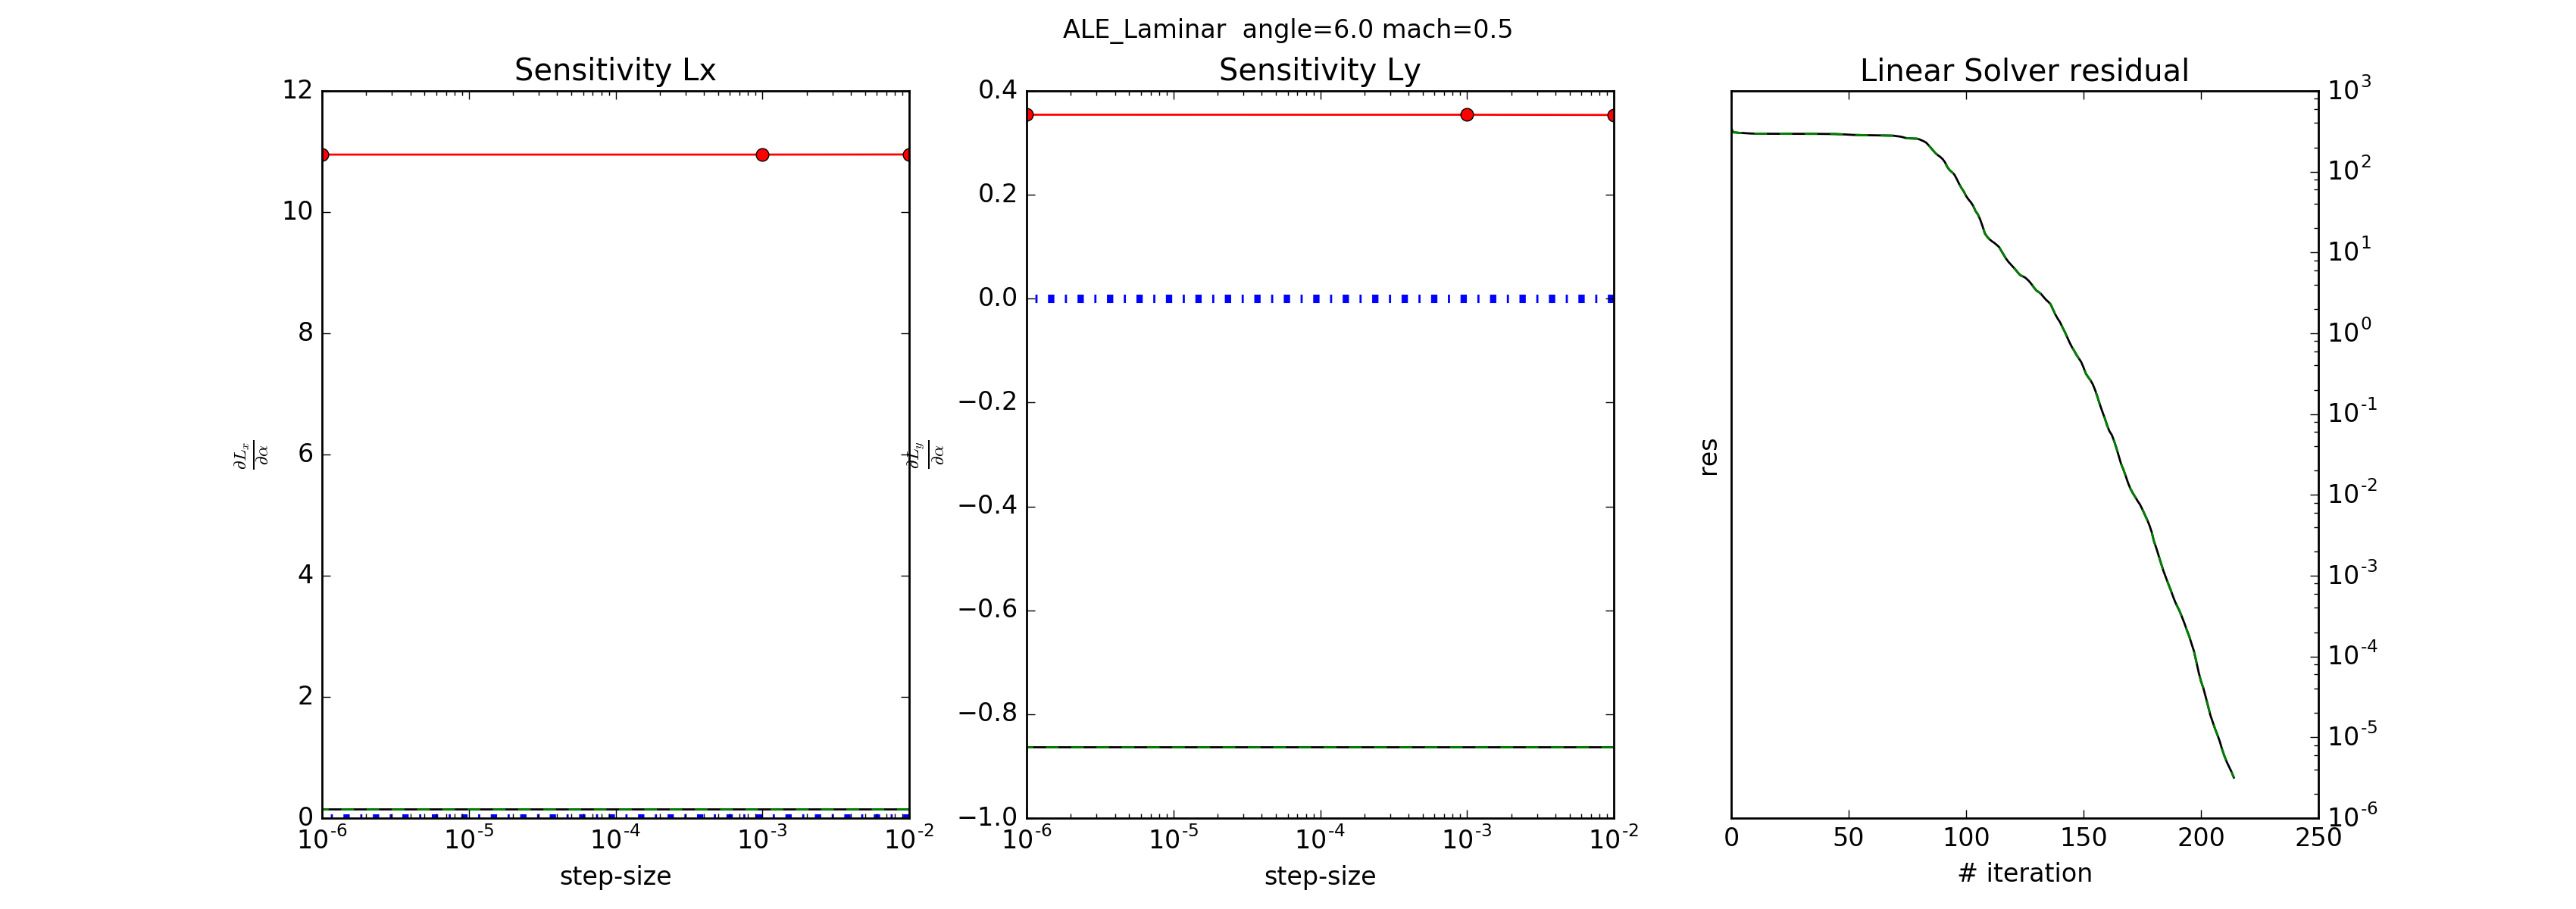 ALE_Laminar  angle=6.0 mach=0.5
Sensitivity Lx
12
10
8
6
4
2
0
10^-6 10^-5 10^-4 10^-3 10^-2
step-size
∂L_x/∂α
Sensitivity Ly
0.4
0.2
0.0
−0.2
−0.4
−0.6
−0.8
−1.0
10^-6 10^-5 10^-4 10^-3 10^-2
step-size
∂L_y/∂α
Linear Solver residual
10^3
10^2
10^1
10^0
10^-1
10^-2
10^-3
10^-4
10^-5
10^-6
0 50 100 150 200 250
# iteration
res